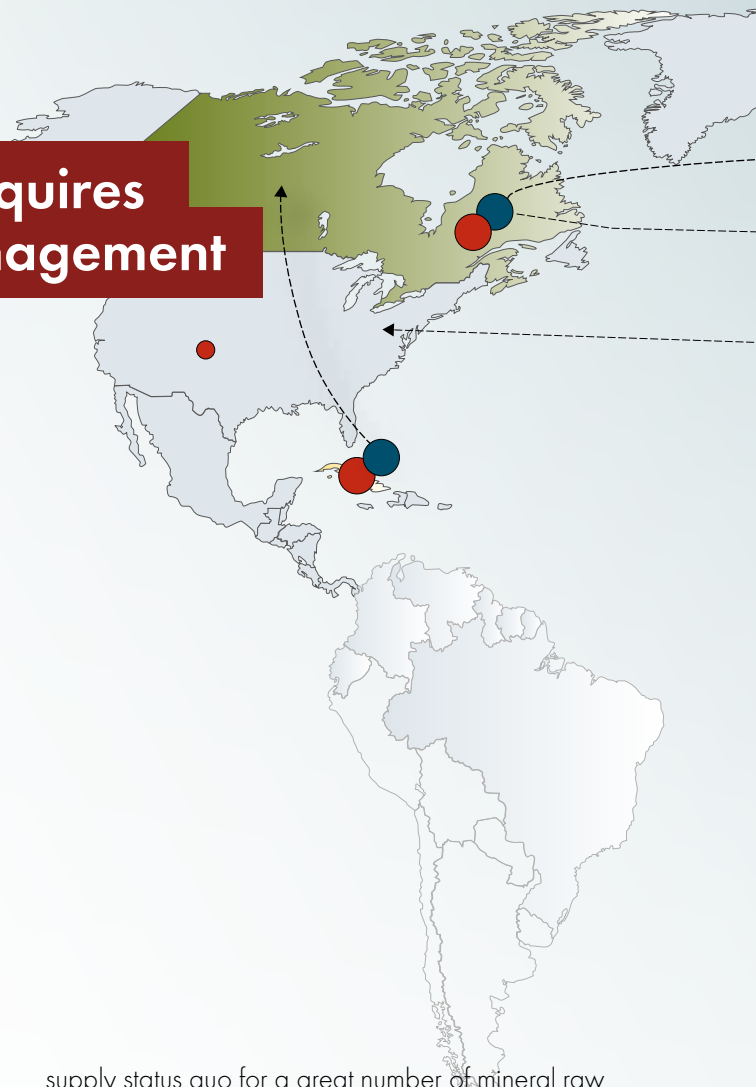 quires
nagement
supply status quo for a great number of mineral raw